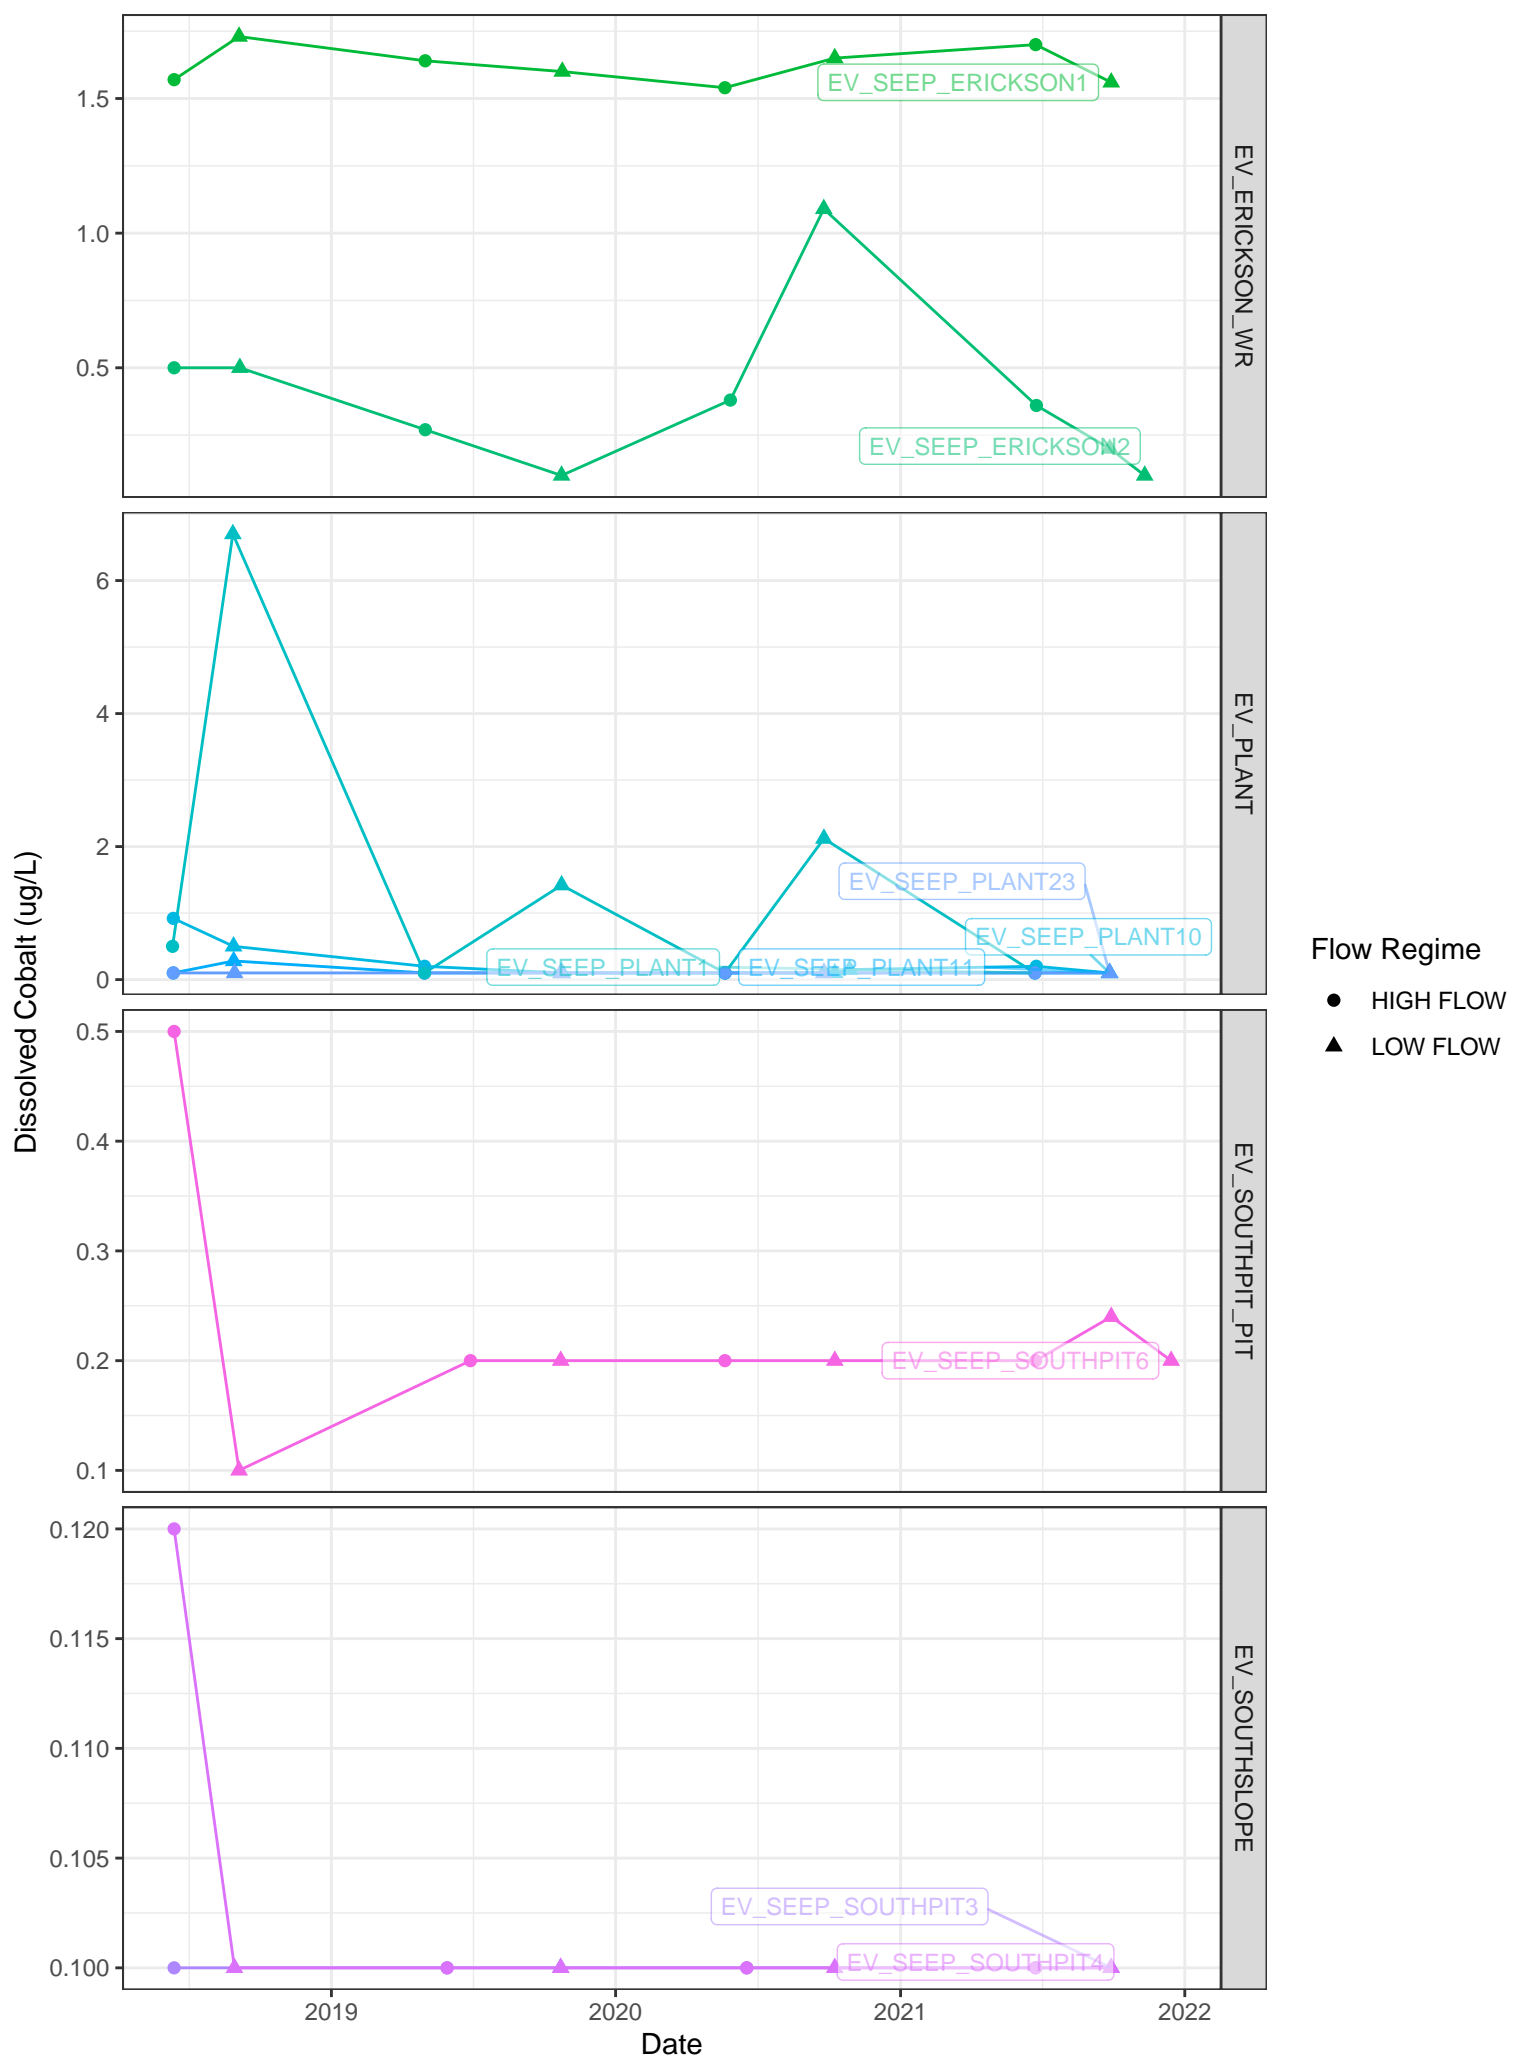 1.5
1.0
0.5
EV_SEEP_ERICKSON1
EV_SEEP_ERICKSON2
EV_ERICKSON_WR
6
4
2
0
EV_SEEP_PLANT23
EV_SEEP_PLANT10
EV_SEEP_PLANT1
EV_SEEP_PLANT11
EV_PLANT
Dissolved Cobalt (ug/L)
Flow Regime
HIGH FLOW
LOW FLOW
0.5
0.4
0.3
0.2
0.1
EV_SEEP_SOUTHPIT6
EV_SOUTHPIT_PIT
0.120
0.115
0.110
0.105
0.100
EV_SEEP_SOUTHPIT3
EV_SEEP_SOUTHPIT4
EV_SOUTHSLOPE
2019
2020
2021
2022
Date